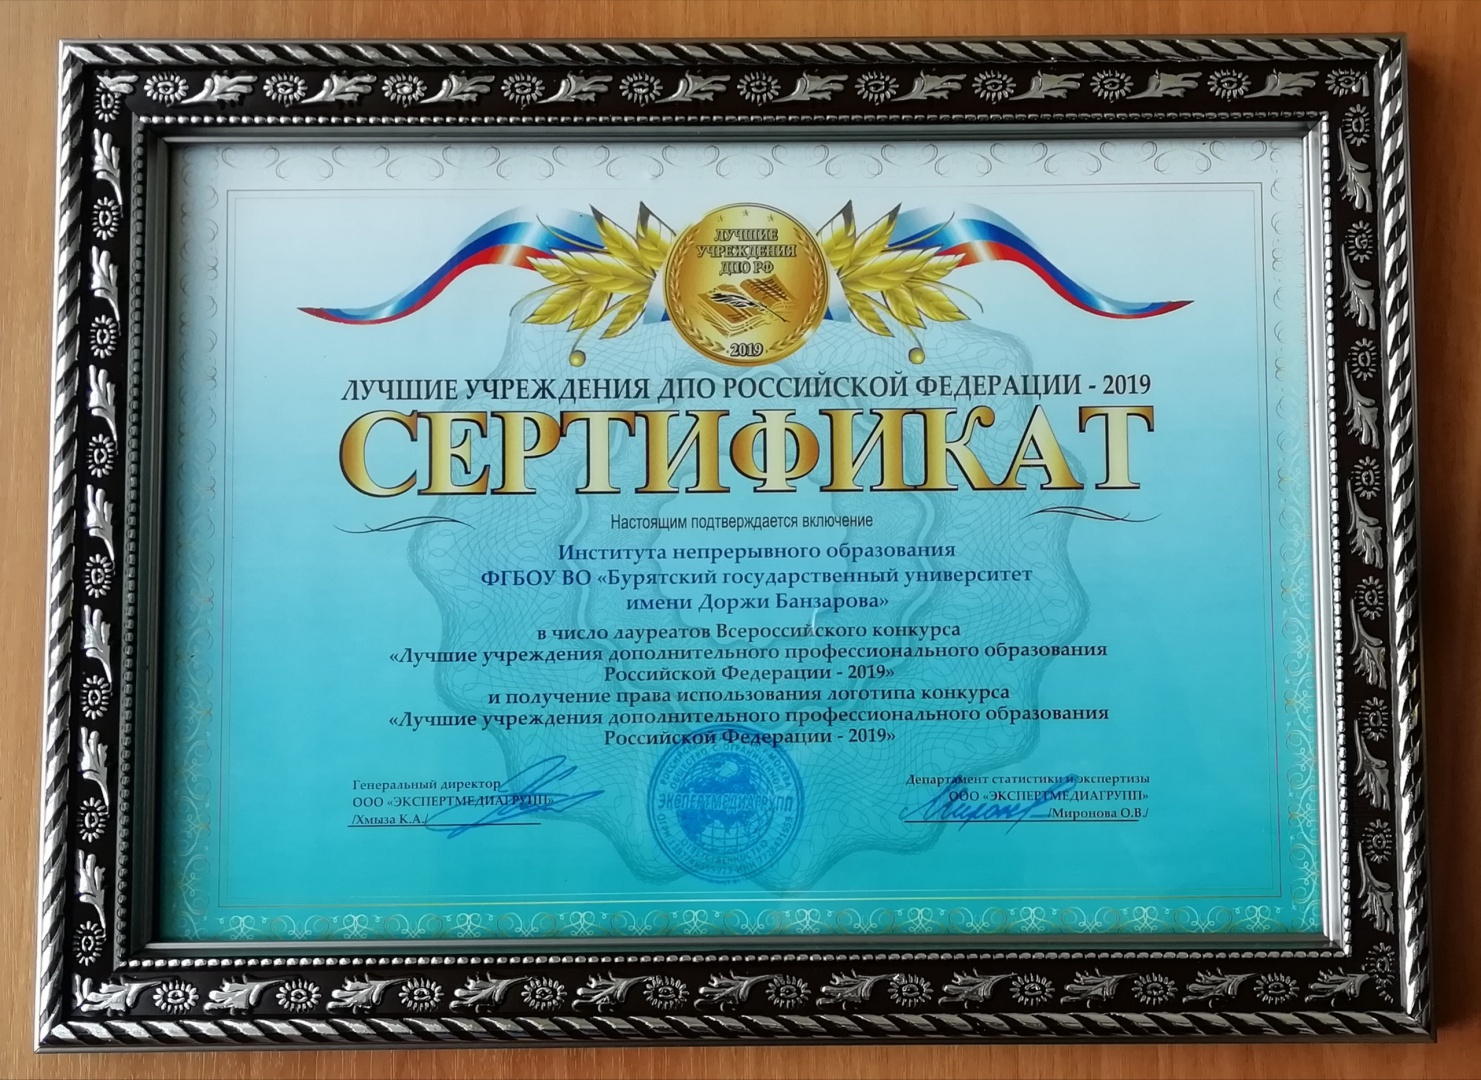 ЛУЧШИЕ
УЧРЕЖДЕНИЯ
ДПО РФ
2019
ЛУЧШИЕ УЧРЕЖДЕНИЯ ДПО РОССИЙСКОЙ ФЕДЕРАЦИИ - 2019
СЕРТИФИКАТ
Настоящим подтверждается включение
Института непрерывного образования
ФГБОУ ВО «Бурятский государственный университет
имени Доржи Банзарова»
в число лауреатов Всероссийского конкурса
«Лучшие учреждения дополнительного профессионального образования
Российской Федерации - 2019»
и получение права использования логотипа конкурса
«Лучшие учреждения дополнительного профессионального образования
Российской Федерации - 2019»
Генеральный директор
ООО «ЭКСПЕРТМЕДИАГРУПП»
/Хмыза К.А./
ЭКСПЕРТМЕДИАГРУПП
Департамент статистики и экспертизы
ООО «ЭКСПЕРТМЕДИАГРУПП»
/Миронова О.В./